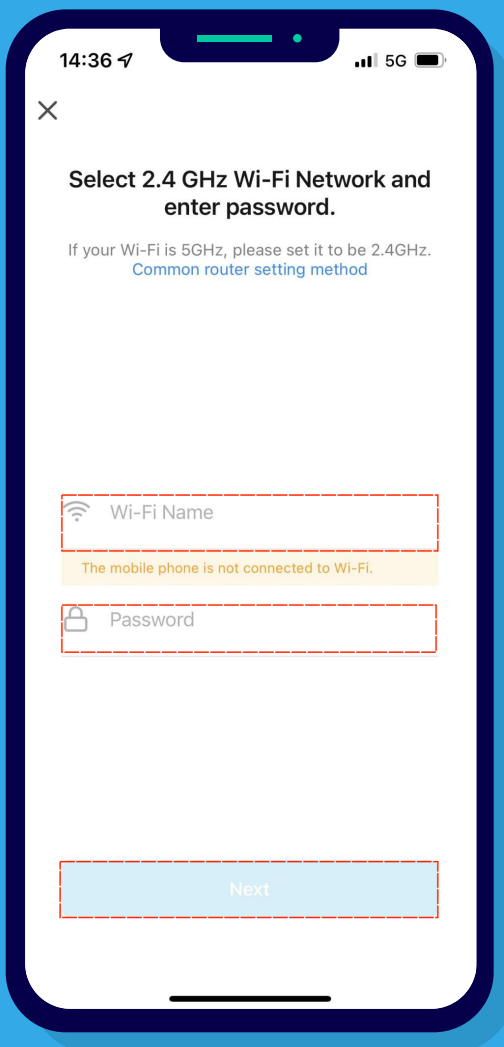 14:36
5G
Select 2.4 GHz Wi-Fi Network and
enter password.
If your Wi-Fi is 5GHz, please set it to be 2.4GHz.
Common router setting method
Wi-Fi Name
The mobile phone is not connected to Wi-Fi.
Password
Next